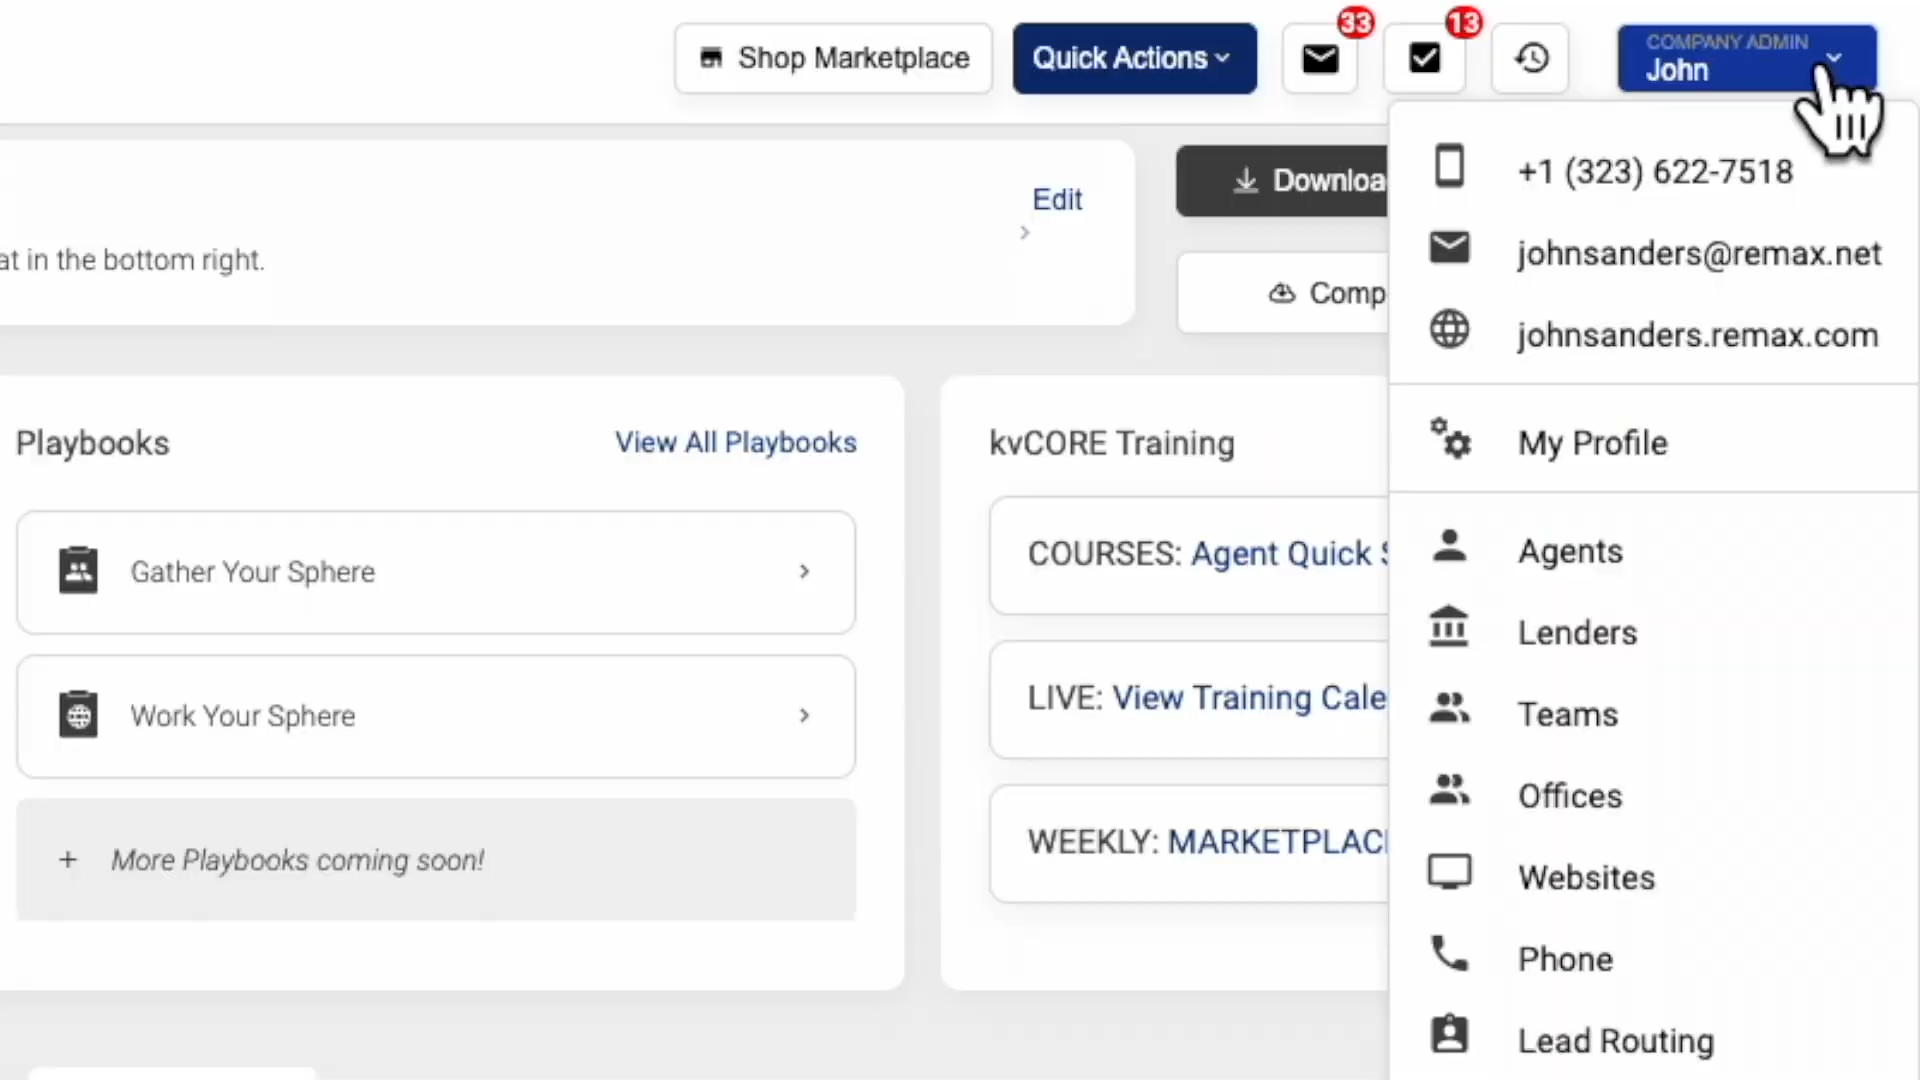 Shop Marketplace
Quick Actions
33
13
COMPANY ADMIN
John
+1 (323) 622-7518
johnsanders@remax.net
johnsanders.remax.com
My Profile
Agents
Lenders
Teams
Offices
Websites
Phone
Lead Routing
Edit
at in the bottom right.
Downloa
Comp
Playbooks
View All Playbooks
Gather Your Sphere
Work Your Sphere
+ More Playbooks coming soon!
kvCORE Training
COURSES: Agent Quick S
LIVE: View Training Cale
WEEKLY: MARKETPLAC